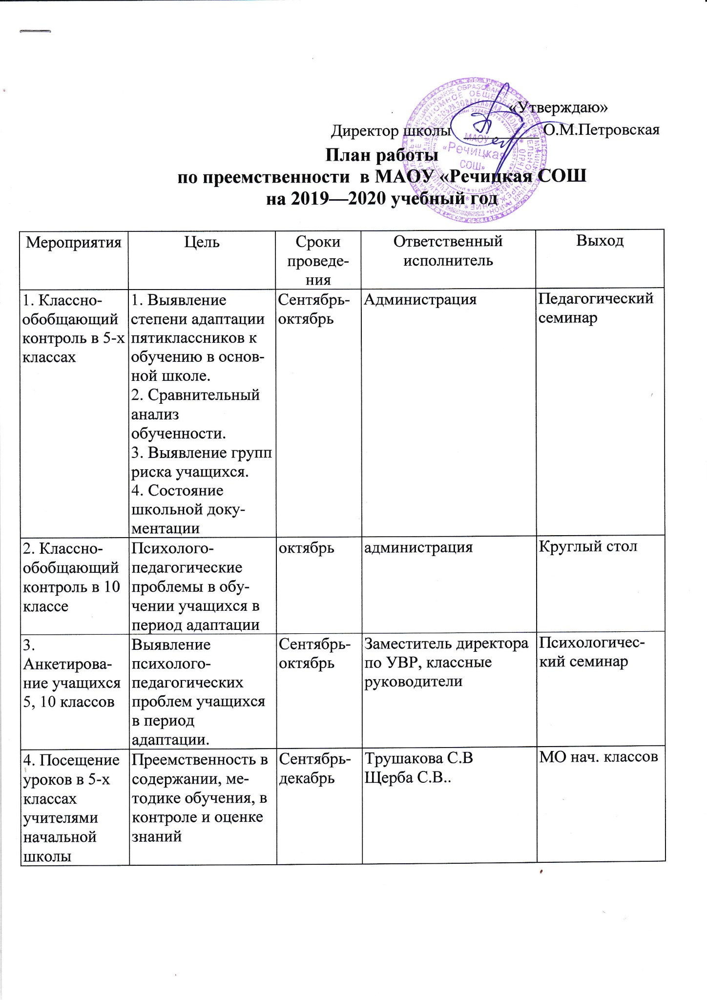 «Утверждаю»
Директор школы __________ О.М.Петровская
План работы
по преемственности в МАОУ «Речицкая СОШ
на 2019—2020 учебный год
МАОУ
«Речицкая
СОШ»
Мероприятия
Цель
Сроки
проведе-
ния
Ответственный
исполнитель
Выход
1. Классно-
обобщающий
контроль в 5-х
классах
1. Выявление
степени адаптации
пятиклассников к
обучению в основ-
ной школе.
2. Сравнительный
анализ
обученности.
3. Выявление групп
риска учащихся.
4. Состояние
школьной доку-
ментации
Сентябрь-
октябрь
Администрация
Педагогический
семинар
2. Классно-
обобщающий
контроль в 10
классе
Психолого-
педагогические
проблемы в обу-
чении учащихся в
период адаптации
октябрь
администрация
Круглый стол
3.
Анкетирова-
ние учащихся
5, 10 классов
Выявление
психолого-
педагогических
проблем учащихся
в период
адаптации.
Сентябрь-
октябрь
Заместитель директора
по УВР, классные
руководители
Психологичес-
кий семинар
4. Посещение
уроков в 5-х
классах
учителями
начальной
школы
Преемственность в
содержании, ме-
тодике обучения, в
контроле и оценке
знаний
Сентябрь-
декабрь
Трушакова С.В
Щерба С.В..
МО нач. классов